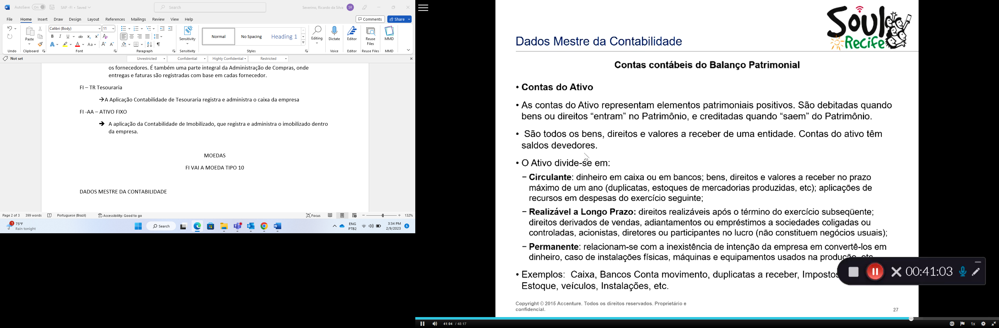 AutoSave On SAP -FI • Saved Search Severino, Ricardo da Silva SR
File Home Insert Draw Design Layout References Mailings Review View Help Comments Share
Calibri (Body) 11
Paste
B I U ab x₂ x²
A A Aa A A
Sensitivity
Normal No Spacing Heading 1
Editing Dictate Editor Reuse Files MMD
Undo Clipboard Font Paragraph Sensitivity Styles Voice Editor Reuse Files MMD
Not set Unrestricted Confidential Highly Confidential Restricted
os fornecedores. É também uma parte integral da Administração de Compras, onde
entregas e faturas são registradas com base em cadas fornecedor.
FI – TR Tesouraria
→A Aplicação Contabilidade de Tesouraria registra e administra o caixa da empresa
FI -AA – ATIVO FIXO
➔ A aplicação da Contabilidade de Imobilizado, que registra e administra o imobilizado dentro
da empresa.
MOEDAS
FI VAI A MOEDA TIPO 10
DADOS MESTRE DA CONTABILIDADE
Page 2 of 3 399 words Portuguese (Brazil) Accessibility: Good to go Focus 132%
1 75°F
Rain tonight
Search
ENG
PTB2
3:34 PM
2/9/2023
6
Soul
Recife
Dados Mestre da Contabilidade
Contas contábeis do Balanço Patrimonial
• Contas do Ativo
• As contas do Ativo representam elementos patrimoniais positivos. São debitadas quando
bens ou direitos “entram” no Patrimônio, e creditadas quando “saem” do Patrimônio.
• São todos os bens, direitos e valores a receber de uma entidade. Contas do ativo têm
saldos devedores.
• O Ativo divide-se em:
− Circulante: dinheiro em caixa ou em bancos; bens, direitos e valores a receber no prazo
máximo de um ano (duplicatas, estoques de mercadorias produzidas, etc); aplicações de
recursos em despesas do exercício seguinte;
− Realizável a Longo Prazo: direitos realizáveis após o término do exercício subseqüente;
direitos derivados de vendas, adiantamentos ou empréstimos a sociedades coligadas ou
controladas, acionistas, diretores ou participantes no lucro (não constituem negócios usuais);
− Permanente: relacionam-se com a inexistência de intenção da empresa em convertê-los em
dinheiro, caso de instalações físicas, máquinas e equipamentos usados na produção, etc
• Exemplos: Caixa, Bancos Conta movimento, duplicatas a receber, Impostos
Estoque, veículos, Instalações, etc.
00:41:03
Copyright © 2015 Accenture. Todos os direitos reservados. Proprietário e
confidencial.
27
41:04 / 48:17 CC 1x